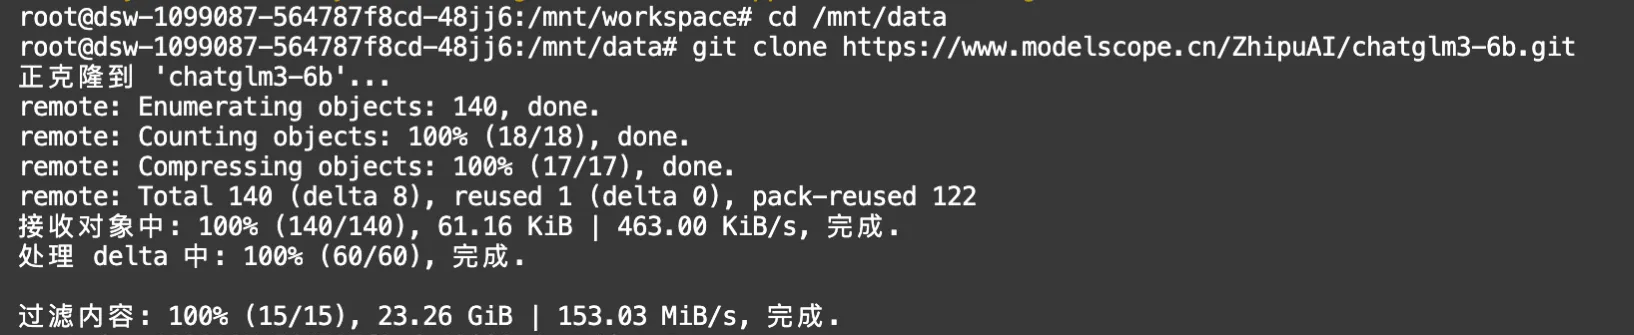 root@dsw-1099087-564787f8cd-48jj6:/mnt/workspace# cd /mnt/data
root@dsw-1099087-564787f8cd-48jj6:/mnt/data# git clone https://www.modelscope.cn/ZhipuAI/chatglm3-6b.git
正克隆到 'chatglm3-6b'...
remote: Enumerating objects: 140, done.
remote: Counting objects: 100% (18/18), done.
remote: Compressing objects: 100% (17/17), done.
remote: Total 140 (delta 8), reused 1 (delta 0), pack-reused 122
接收对象中: 100% (140/140), 61.16 KiB | 463.00 KiB/s, 完成.
处理 delta 中: 100% (60/60), 完成.
过滤内容: 100% (15/15), 23.26 GiB | 153.03 MiB/s, 完成.